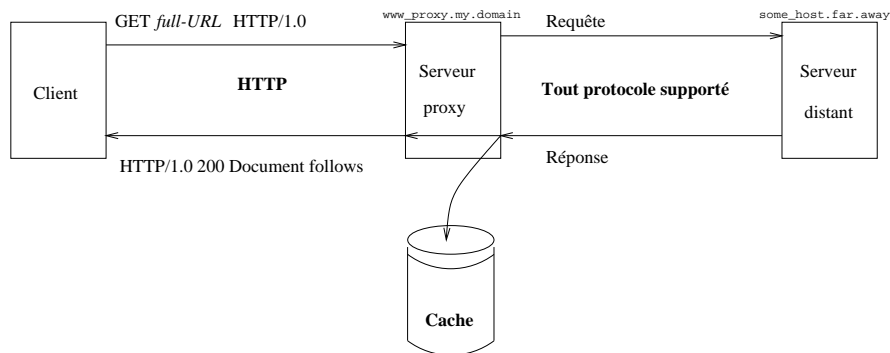 GET full-URL HTTP/1.0
www_proxy.my.domain
Requête
some_host.far.away
Client
HTTP
Serveur
proxy
Tout protocole supporté
Serveur
distant
HTTP/1.0 200 Document follows
Réponse
Cache